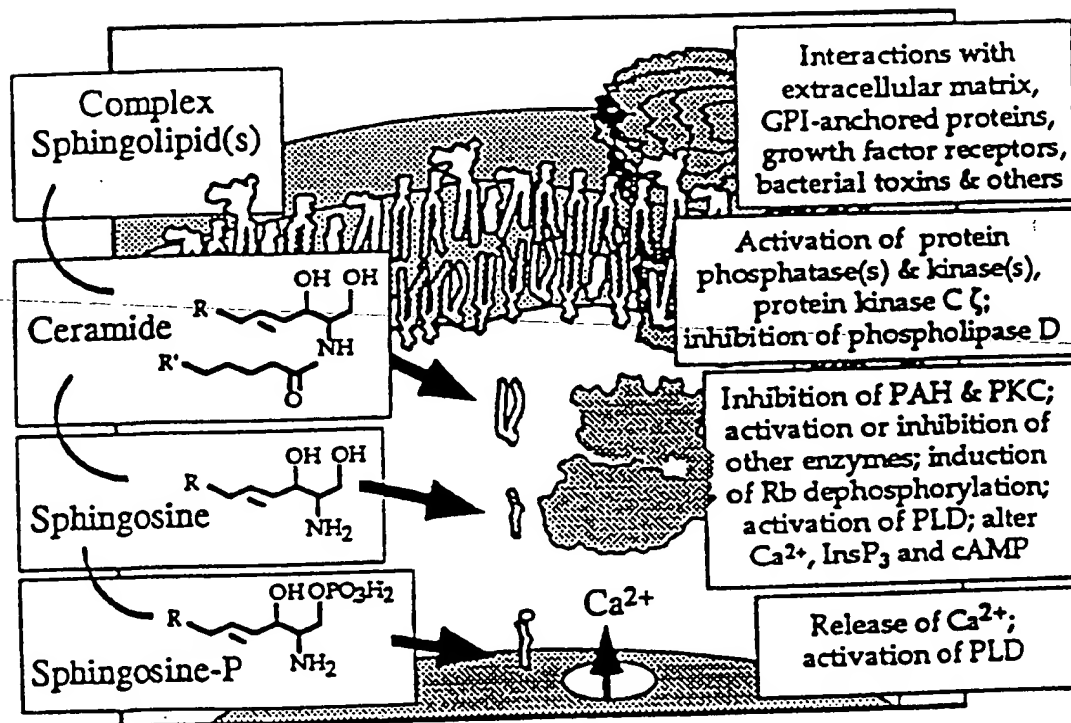 Complex
Sphingolipid(s)
Interactions with
extracellular matrix,
GPI-anchored proteins,
growth factor receptors,
bacterial toxins & others
OH OH
R
Ceramide
NH
R'
O
Activation of protein
phosphatase(s) & kinase(s),
protein kinase C ζ;
inhibition of phospholipase D
OH OH
R
Sphingosine
NH₂
Inhibition of PAH & PKC;
activation or inhibition of
other enzymes; induction
of Rb dephosphorylation;
activation of PLD; alter
Ca²⁺, InsP₃ and cAMP
OH OPO₃H₂
R
NH₂
Sphingosine-P
Ca²⁺
Release of Ca²⁺;
activation of PLD